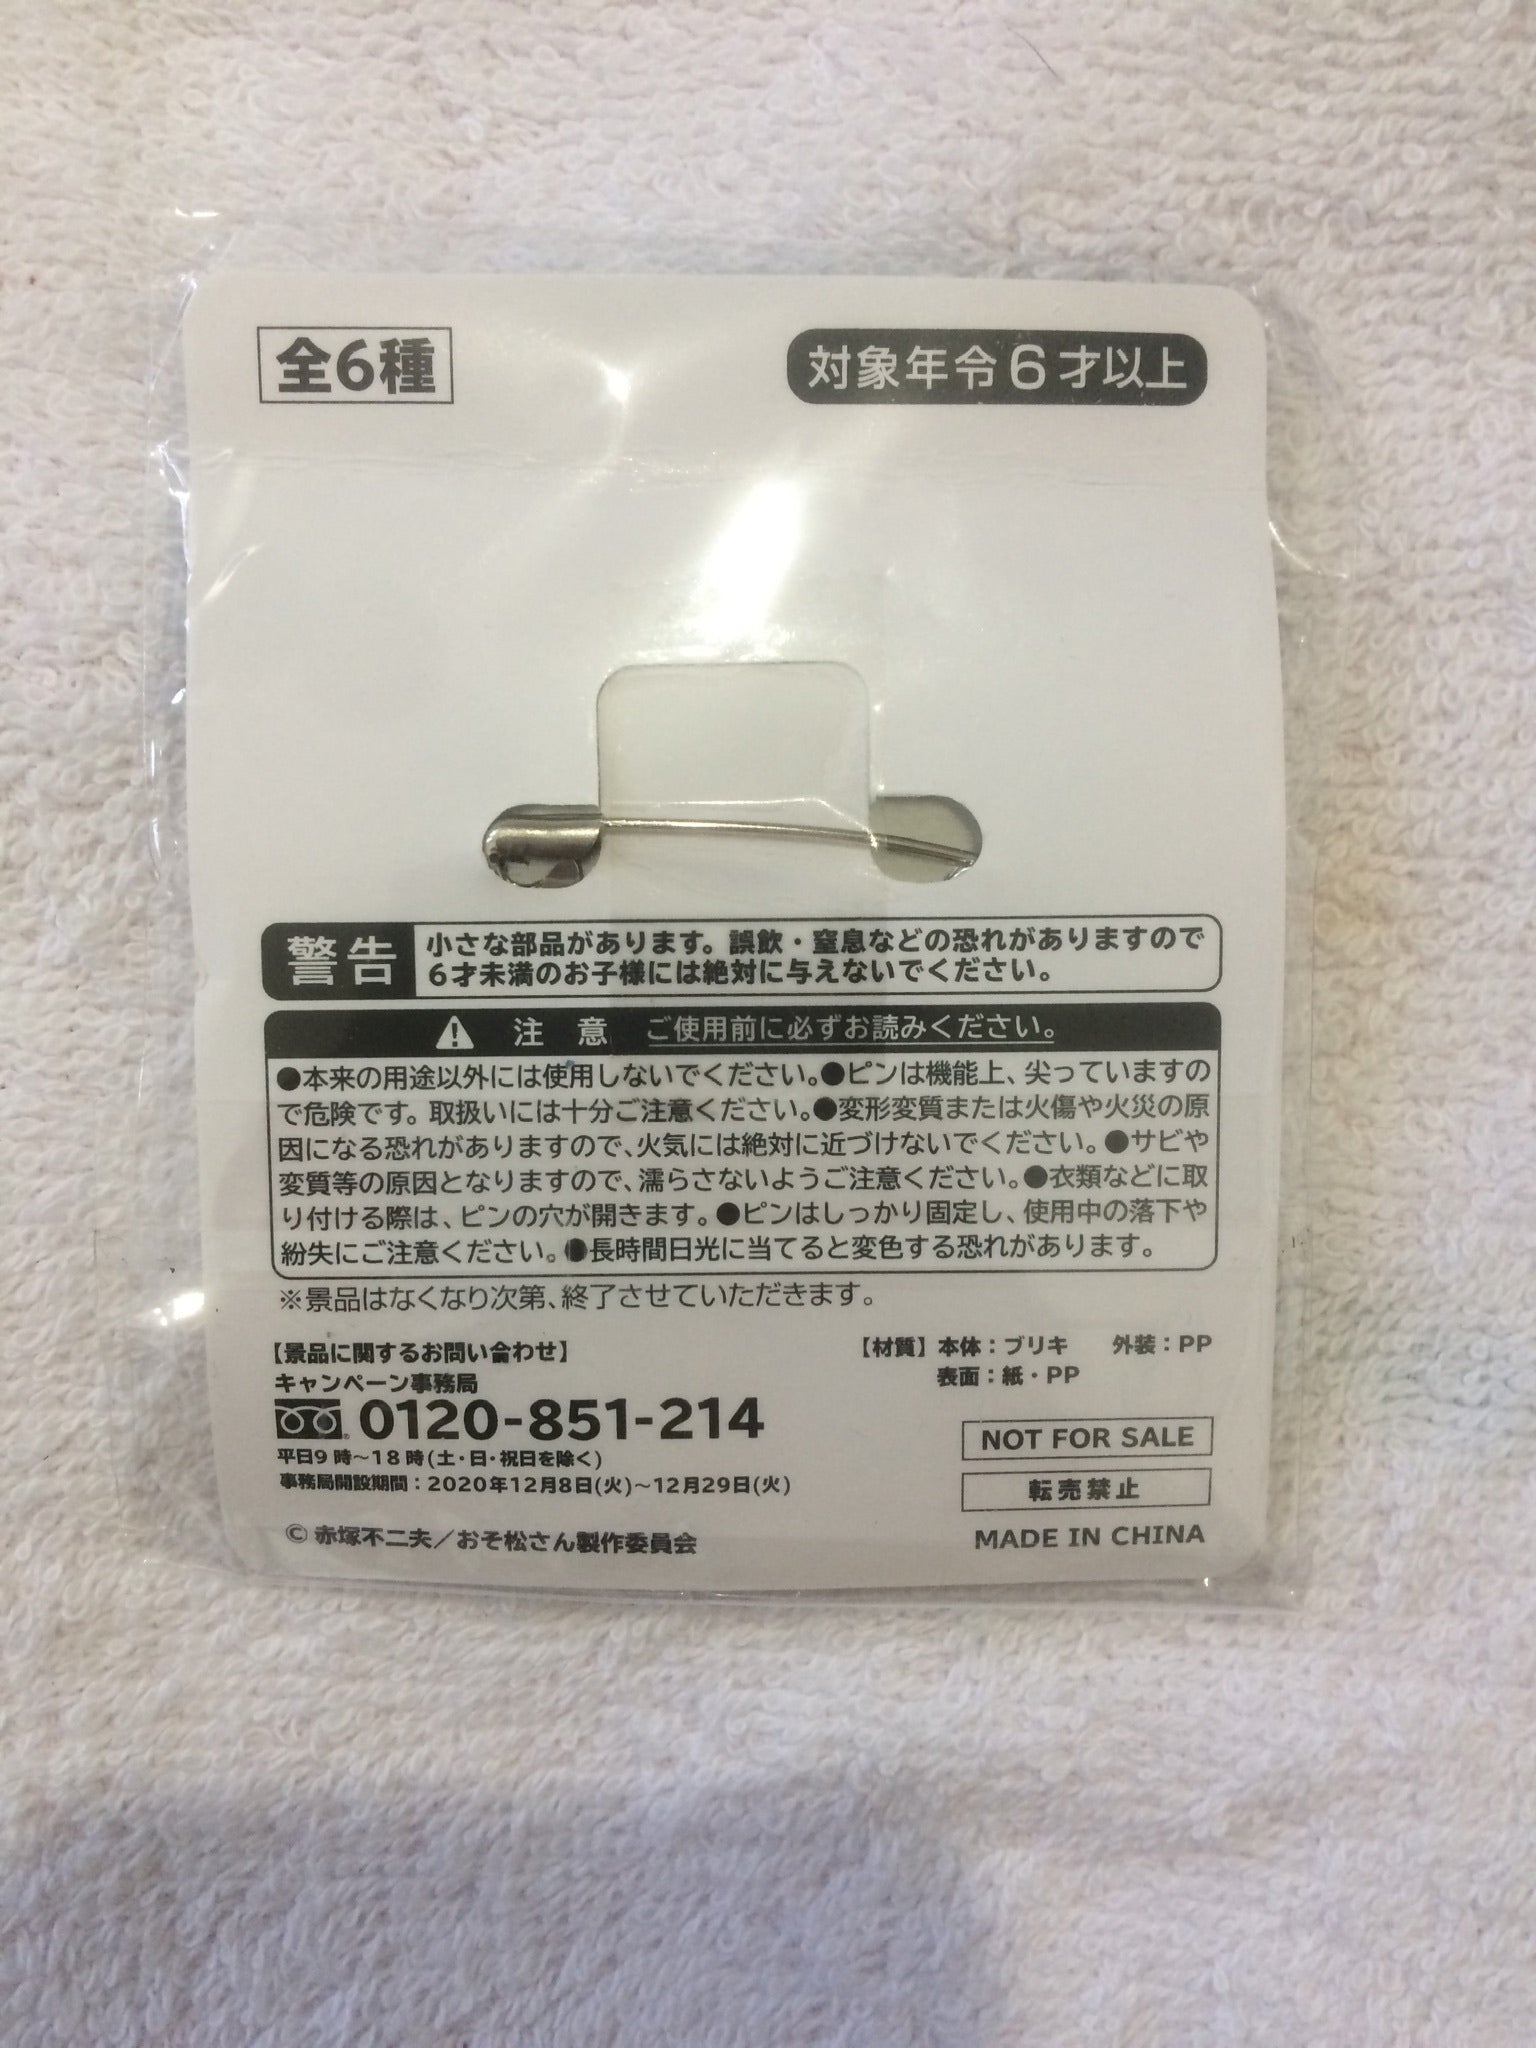 全6種
対象年令6才以上
警告
小さな部品があります。誤飲・窒息などの恐れがありますので
6才未満のお子様には絶対に与えないでください。
注意 ご使用前に必ずお読みください。
●本来の用途以外には使用しないでください。●ピンは機能上、尖っていますの
で危険です。取扱いには十分ご注意ください。●変形変質または火傷や火災の原
因になる恐れがありますので、火気には絶対に近づけないでください。●サビや
変質等の原因となりますので、濡らさないようご注意ください。●衣類などに取
り付ける際は、ピンの穴が開きます。●ピンはしっかり固定し、使用中の落下や
紛失にご注意ください。●長時間日光に当てると変色する恐れがあります。
※景品はなくなり次第、終了させていただきます。
【景品に関するお問い合わせ】
キャンペーン事務局
0120-851-214
平日9時～18時(土・日・祝日を除く)
事務局開設期間：2020年12月8日(火)～12月29日(火)
©赤塚不二夫／おそ松さん製作委員会
【材質】本体：ブリキ 外装：PP
表面：紙・PP
NOT FOR SALE
転売禁止
MADE IN CHINA